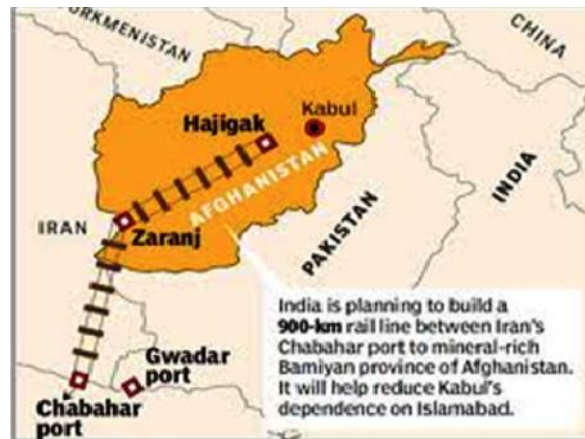 TURKMENISTAN
CHINA
Kabul
Hajigak
AFGHANISTAN
INDIA
IRAN
Zaranj
PAKISTAN
Gwadar
port
Chabahar
port
India is planning to build a
900-km rail line between Iran's
Chabahar port to mineral-rich
Bamiyan province of Afghanistan.
It will help reduce Kabul's
dependence on Islamabad.